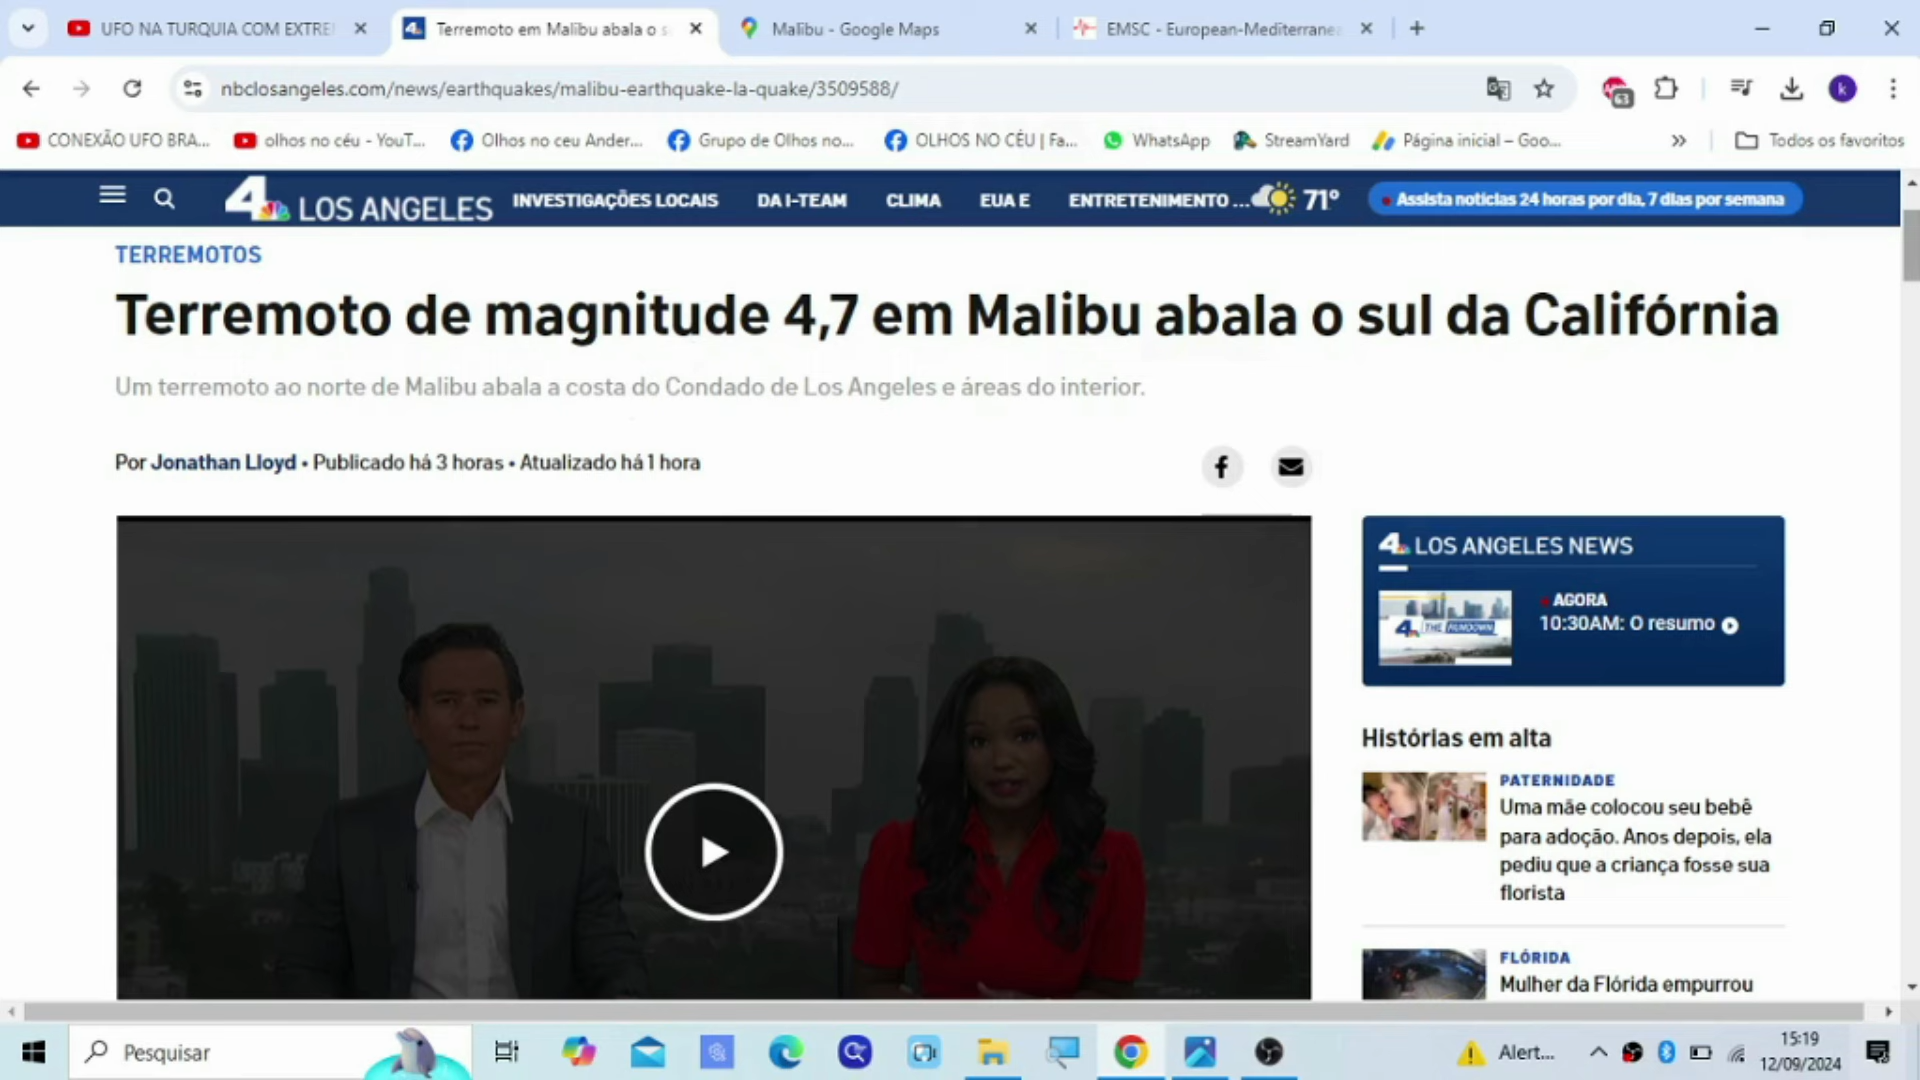 UFO NA TURQUIA COM EXTRE
Terremoto em Malibu abala o s
Malibu - Google Maps
EMSC - European-Mediterrane
nbclosangeles.com/news/earthquakes/malibu-earthquake-la-quake/3509588/
63
k
CONEXÃO UFO BRA...
olhos no céu - YouT...
Olhos no ceu Ander...
Grupo de Olhos no...
OLHOS NO CÉU | Fa...
WhatsApp
StreamYard
Página inicial – Goo...
Todos os favoritos
4 LOS ANGELES
INVESTIGAÇÕES LOCAIS
DA I-TEAM
CLIMA
EUA E
ENTRETENIMENTO ...
71°
Assista notícias 24 horas por dia, 7 dias por semana
TERREMOTOS
Terremoto de magnitude 4,7 em Malibu abala o sul da Califórnia
Um terremoto ao norte de Malibu abala a costa do Condado de Los Angeles e áreas do interior.
Por Jonathan Lloyd • Publicado há 3 horas • Atualizado há 1 hora
4 LOS ANGELES NEWS
4 THE RUNDOWN
AGORA
10:30AM: O resumo
Histórias em alta
PATERNIDADE
Uma mãe colocou seu bebê
para adoção. Anos depois, ela
pediu que a criança fosse sua
florista
FLÓRIDA
Mulher da Flórida empurrou
Pesquisar
Alert...
15:19
12/09/2024